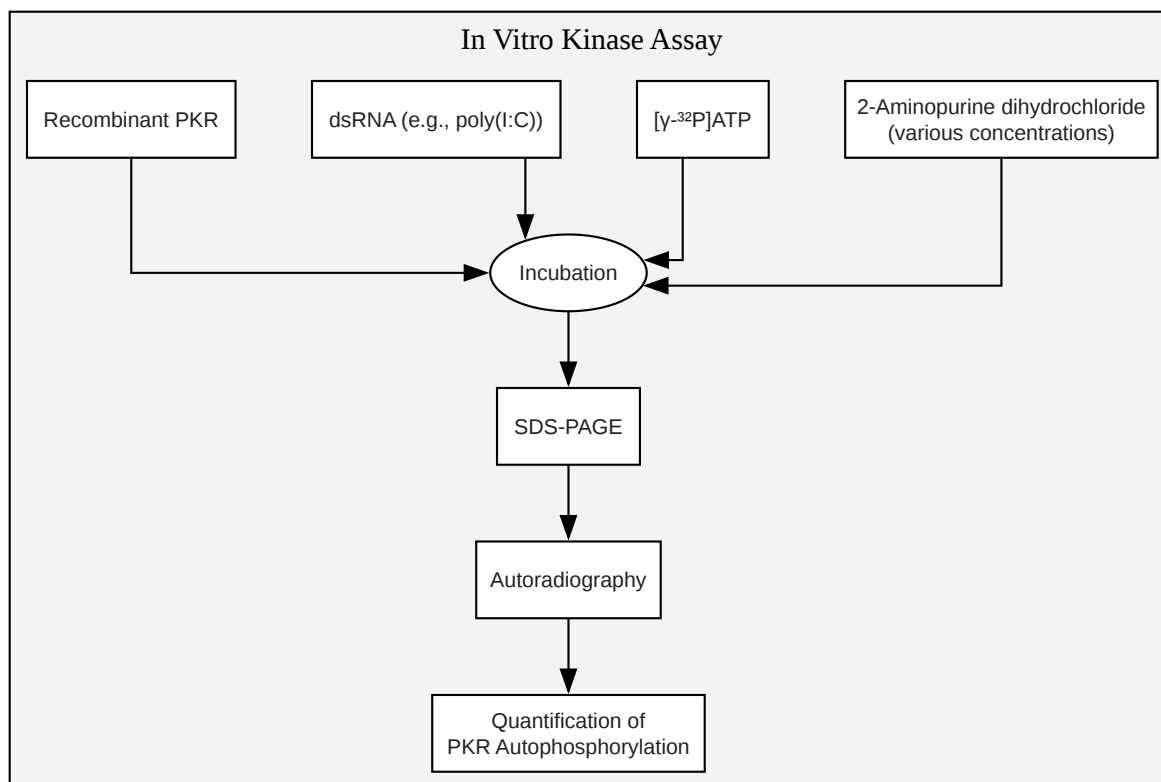 In Vitro Kinase Assay
Recombinant PKR
dsRNA (e.g., poly(I:C))
[γ-³²P]ATP
2-Aminopurine dihydrochloride
(various concentrations)
Incubation
SDS-PAGE
Autoradiography
Quantification of
PKR Autophosphorylation